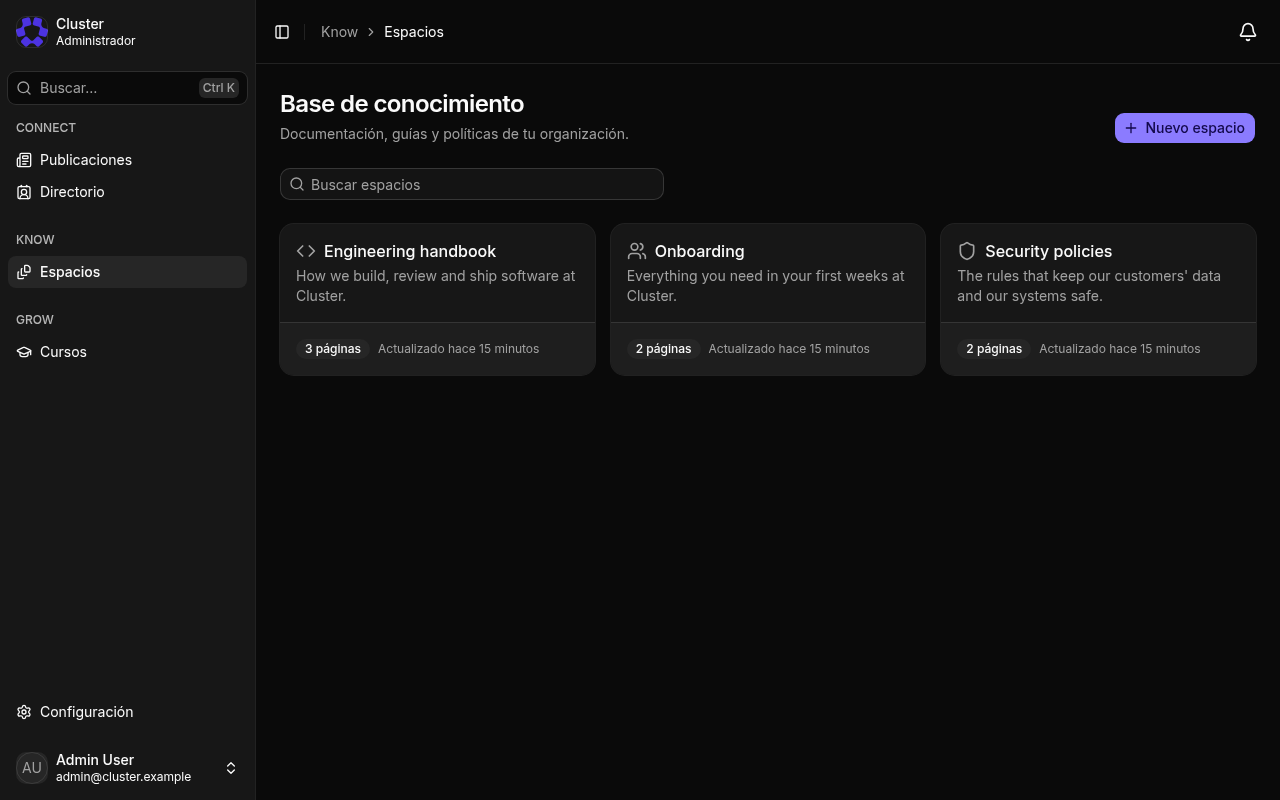 Cluster
Administrador
Buscar...
Ctrl K
CONNECT
Publicaciones
Directorio
KNOW
Espacios
GROW
Cursos
Configuración
AU
Admin User
admin@cluster.example
Know
Espacios
Base de conocimiento
Documentación, guías y políticas de tu organización.
Nuevo espacio
Buscar espacios
Engineering handbook
How we build, review and ship software at
Cluster.
3 páginas
Actualizado hace 15 minutos
Onboarding
Everything you need in your first weeks at
Cluster.
2 páginas
Actualizado hace 15 minutos
Security policies
The rules that keep our customers' data
and our systems safe.
2 páginas
Actualizado hace 15 minutos